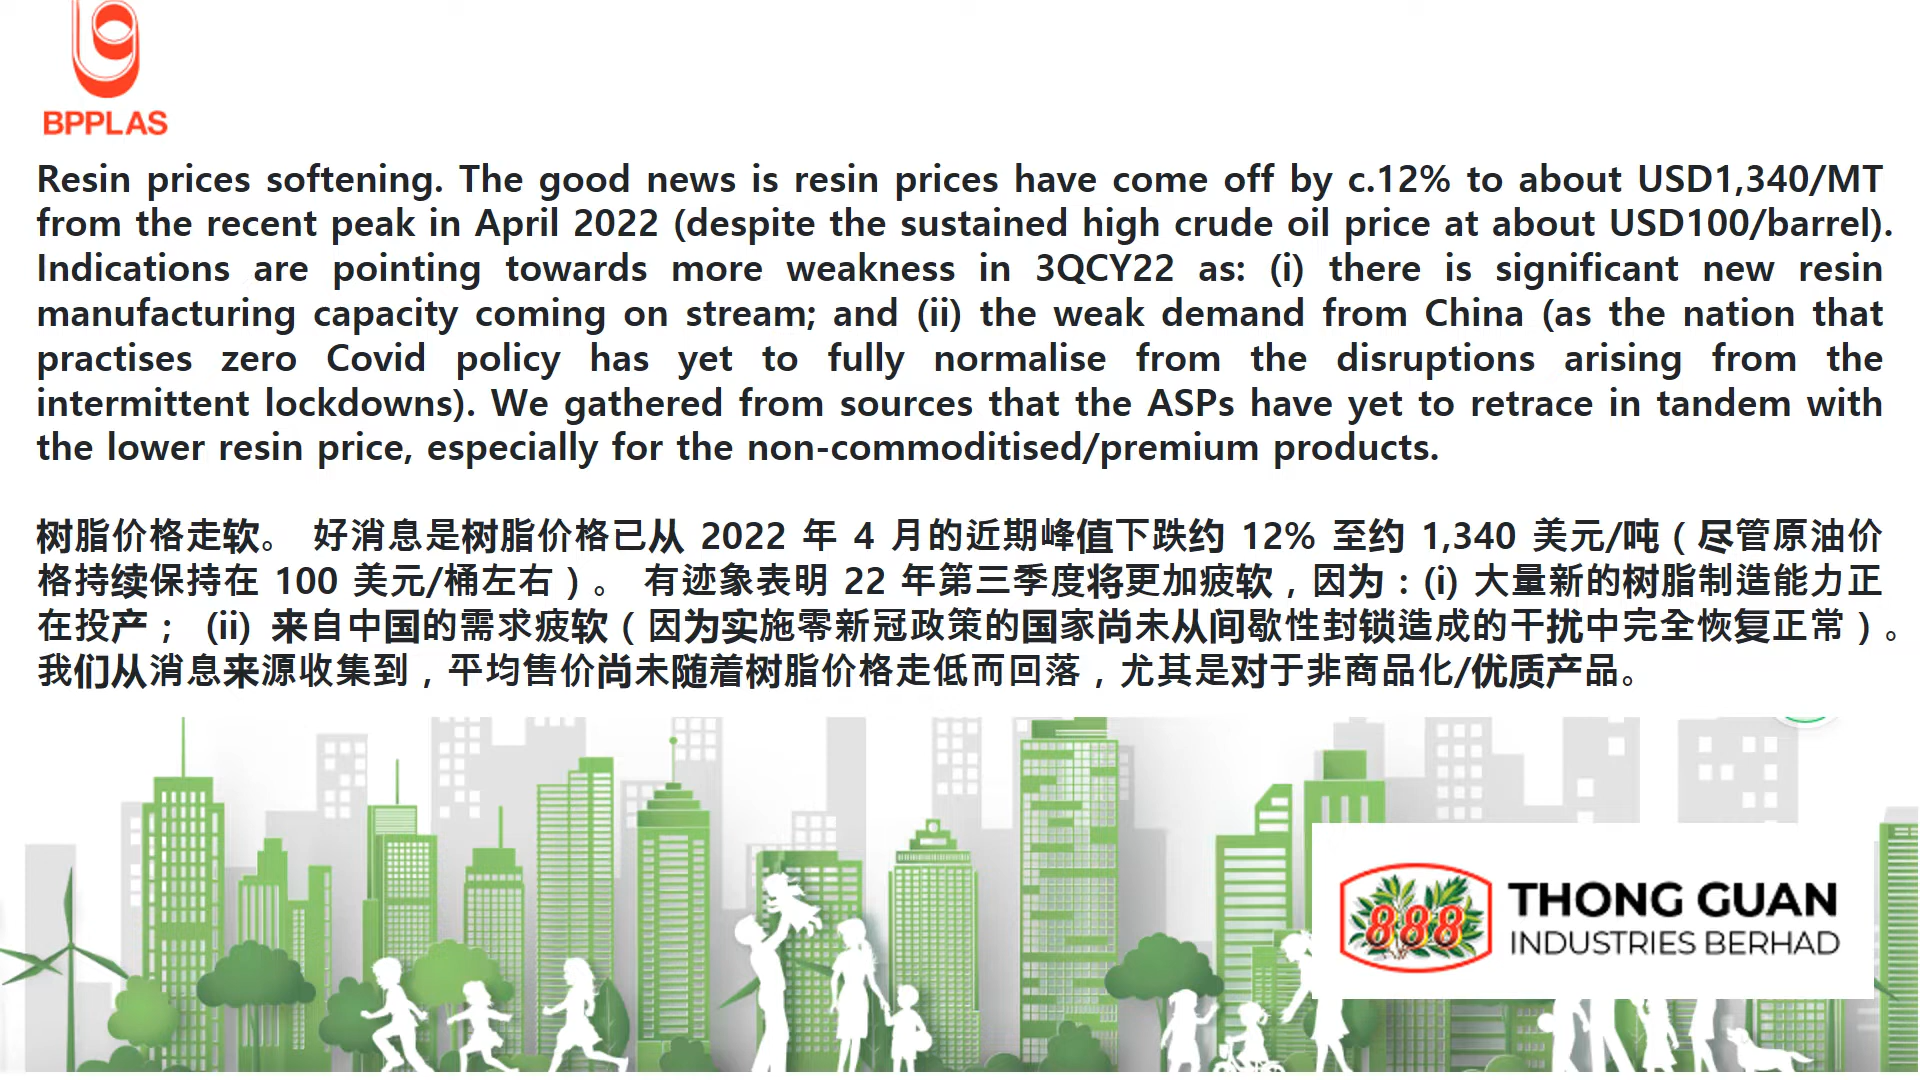 BPPLAS
Resin prices softening. The good news is resin prices have come off by c.12% to about USD1,340/MT
from the recent peak in April 2022 (despite the sustained high crude oil price at about USD100/barrel).
Indications are pointing towards more weakness in 3QCY22 as: (i) there is significant new resin
manufacturing capacity coming on stream; and (ii) the weak demand from China (as the nation that
practises zero Covid policy has yet to fully normalise from the disruptions arising from the
intermittent lockdowns). We gathered from sources that the ASPs have yet to retrace in tandem with
the lower resin price, especially for the non-commoditised/premium products.
树脂价格走软。 好消息是树脂价格已从 2022 年 4 月的近期峰值下跌约 12% 至约 1,340 美元/吨（尽管原油价
格持续保持在 100 美元/桶左右）。 有迹象表明 22 年第三季度将更加疲软，因为：(i) 大量新的树脂制造能力正
在投产； (ii) 来自中国的需求疲软（因为实施零新冠政策的国家尚未从间歇性封锁造成的干扰中完全恢复正常）。
我们从消息来源收集到，平均售价尚未随着树脂价格走低而回落，尤其是对于非商品化/优质产品。
888
THONG GUAN
INDUSTRIES BERHAD